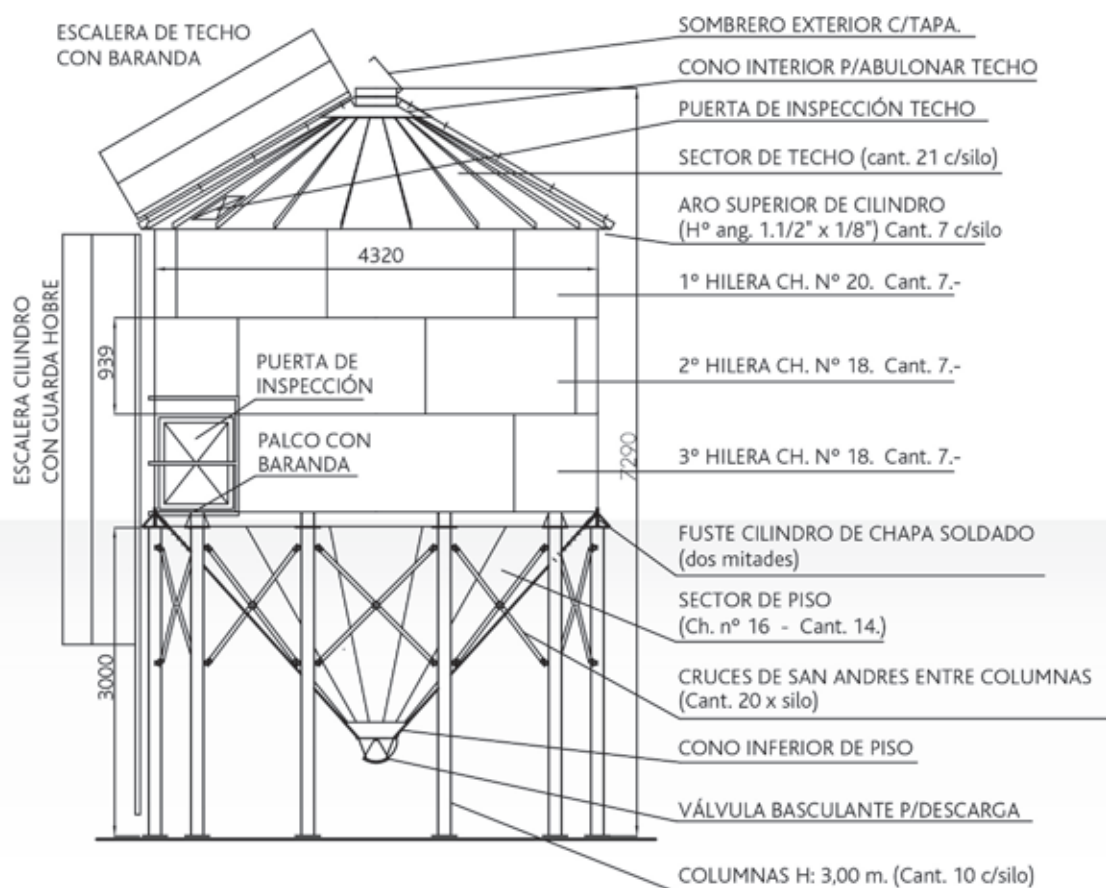 ESCALERA DE TECHO
CON BARANDA
SOMBRERO EXTERIOR C/TAPA.
CONO INTERIOR P/ABULONAR TECHO
PUERTA DE INSPECCIÓN TECHO
SECTOR DE TECHO (cant. 21 c/silo)
ARO SUPERIOR DE CILINDRO
(Hº ang. 1.1/2" x 1/8") Cant. 7 c/silo
4320
1º HILERA CH. Nº 20. Cant. 7.-
ESCALERA CILINDRO
CON GUARDA HOBRE
939
PUERTA DE
INSPECCIÓN
2º HILERA CH. Nº 18. Cant. 7.-
PALCO CON
BARANDA
7290
3º HILERA CH. Nº 18. Cant. 7.-
FUSTE CILINDRO DE CHAPA SOLDADO
(dos mitades)
SECTOR DE PISO
(Ch. nº 16 - Cant. 14.)
3000
CRUCES DE SAN ANDRES ENTRE COLUMNAS
(Cant. 20 x silo)
CONO INFERIOR DE PISO
VÁLVULA BASCULANTE P/DESCARGA
COLUMNAS H: 3,00 m. (Cant. 10 c/silo)